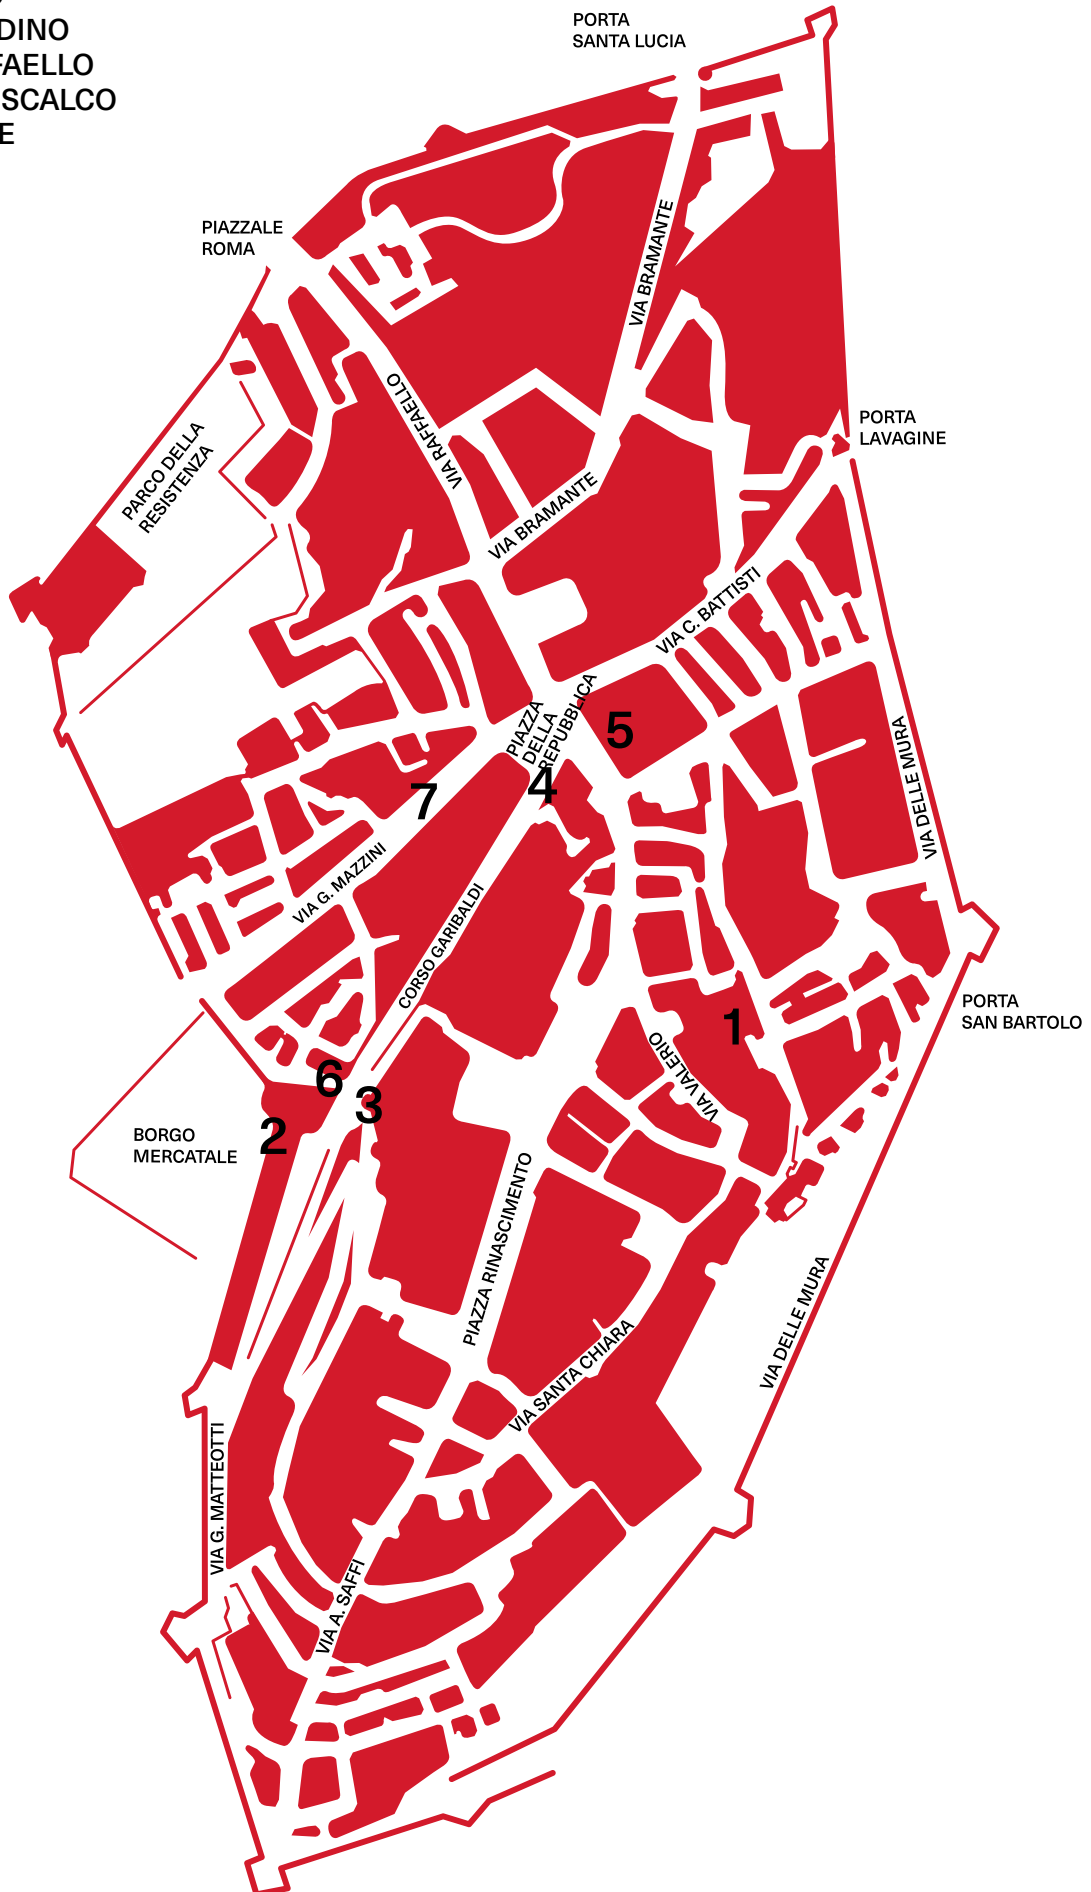 DINO
FAELLO
SCALCO
E
PORTA
SANTA LUCIA
PIAZZALE
ROMA
VIA BRAMANTE
VIA RAFFAELLO
PORTA
LAVAGINE
PARCO DELLA
RESISTENZA
VIA BRAMANTE
VIA C. BATTISTI
PIAZZA
DELLA
REPUBBLICA
5
4
7
VIA DELLE MURA
VIA G. MAZZINI
CORSO GARIBALDI
PORTA
SAN BARTOLO
1
VIA VALERIO
6
3
2
BORGO
MERCATALE
PIAZZA RINASCIMENTO
VIA DELLE MURA
VIA SANTA CHIARA
VIA G. MATTEOTTI
VIA A. SAFFI